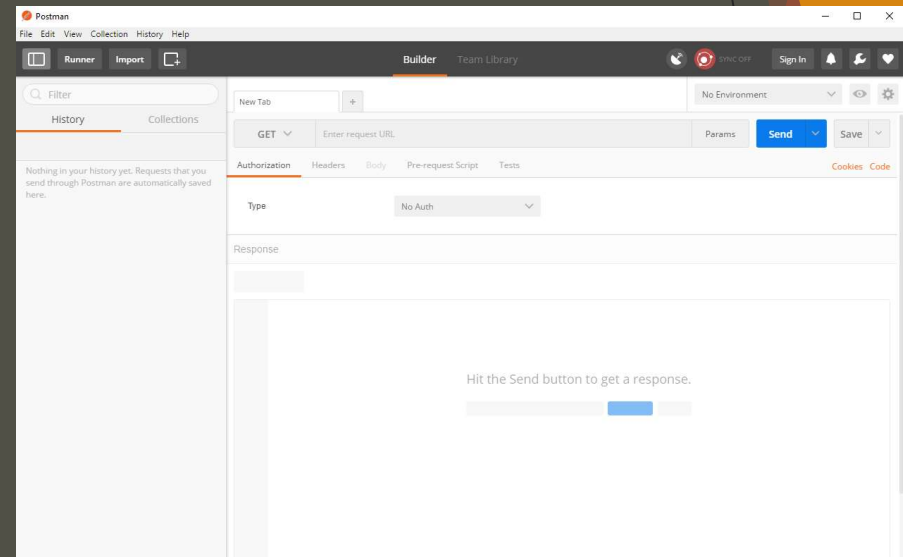 Postman
File Edit View Collection History Help
Runner Import Builder Team Library SYNC OFF Sign In
Filter
History Collections
Nothing in your history yet. Requests that you
send through Postman are automatically saved
here.
New Tab +
No Environment
GET Enter request URL Params Send Save
Authorization Headers Body Pre-request Script Tests Cookies Code
Type No Auth
Response
Hit the Send button to get a response.